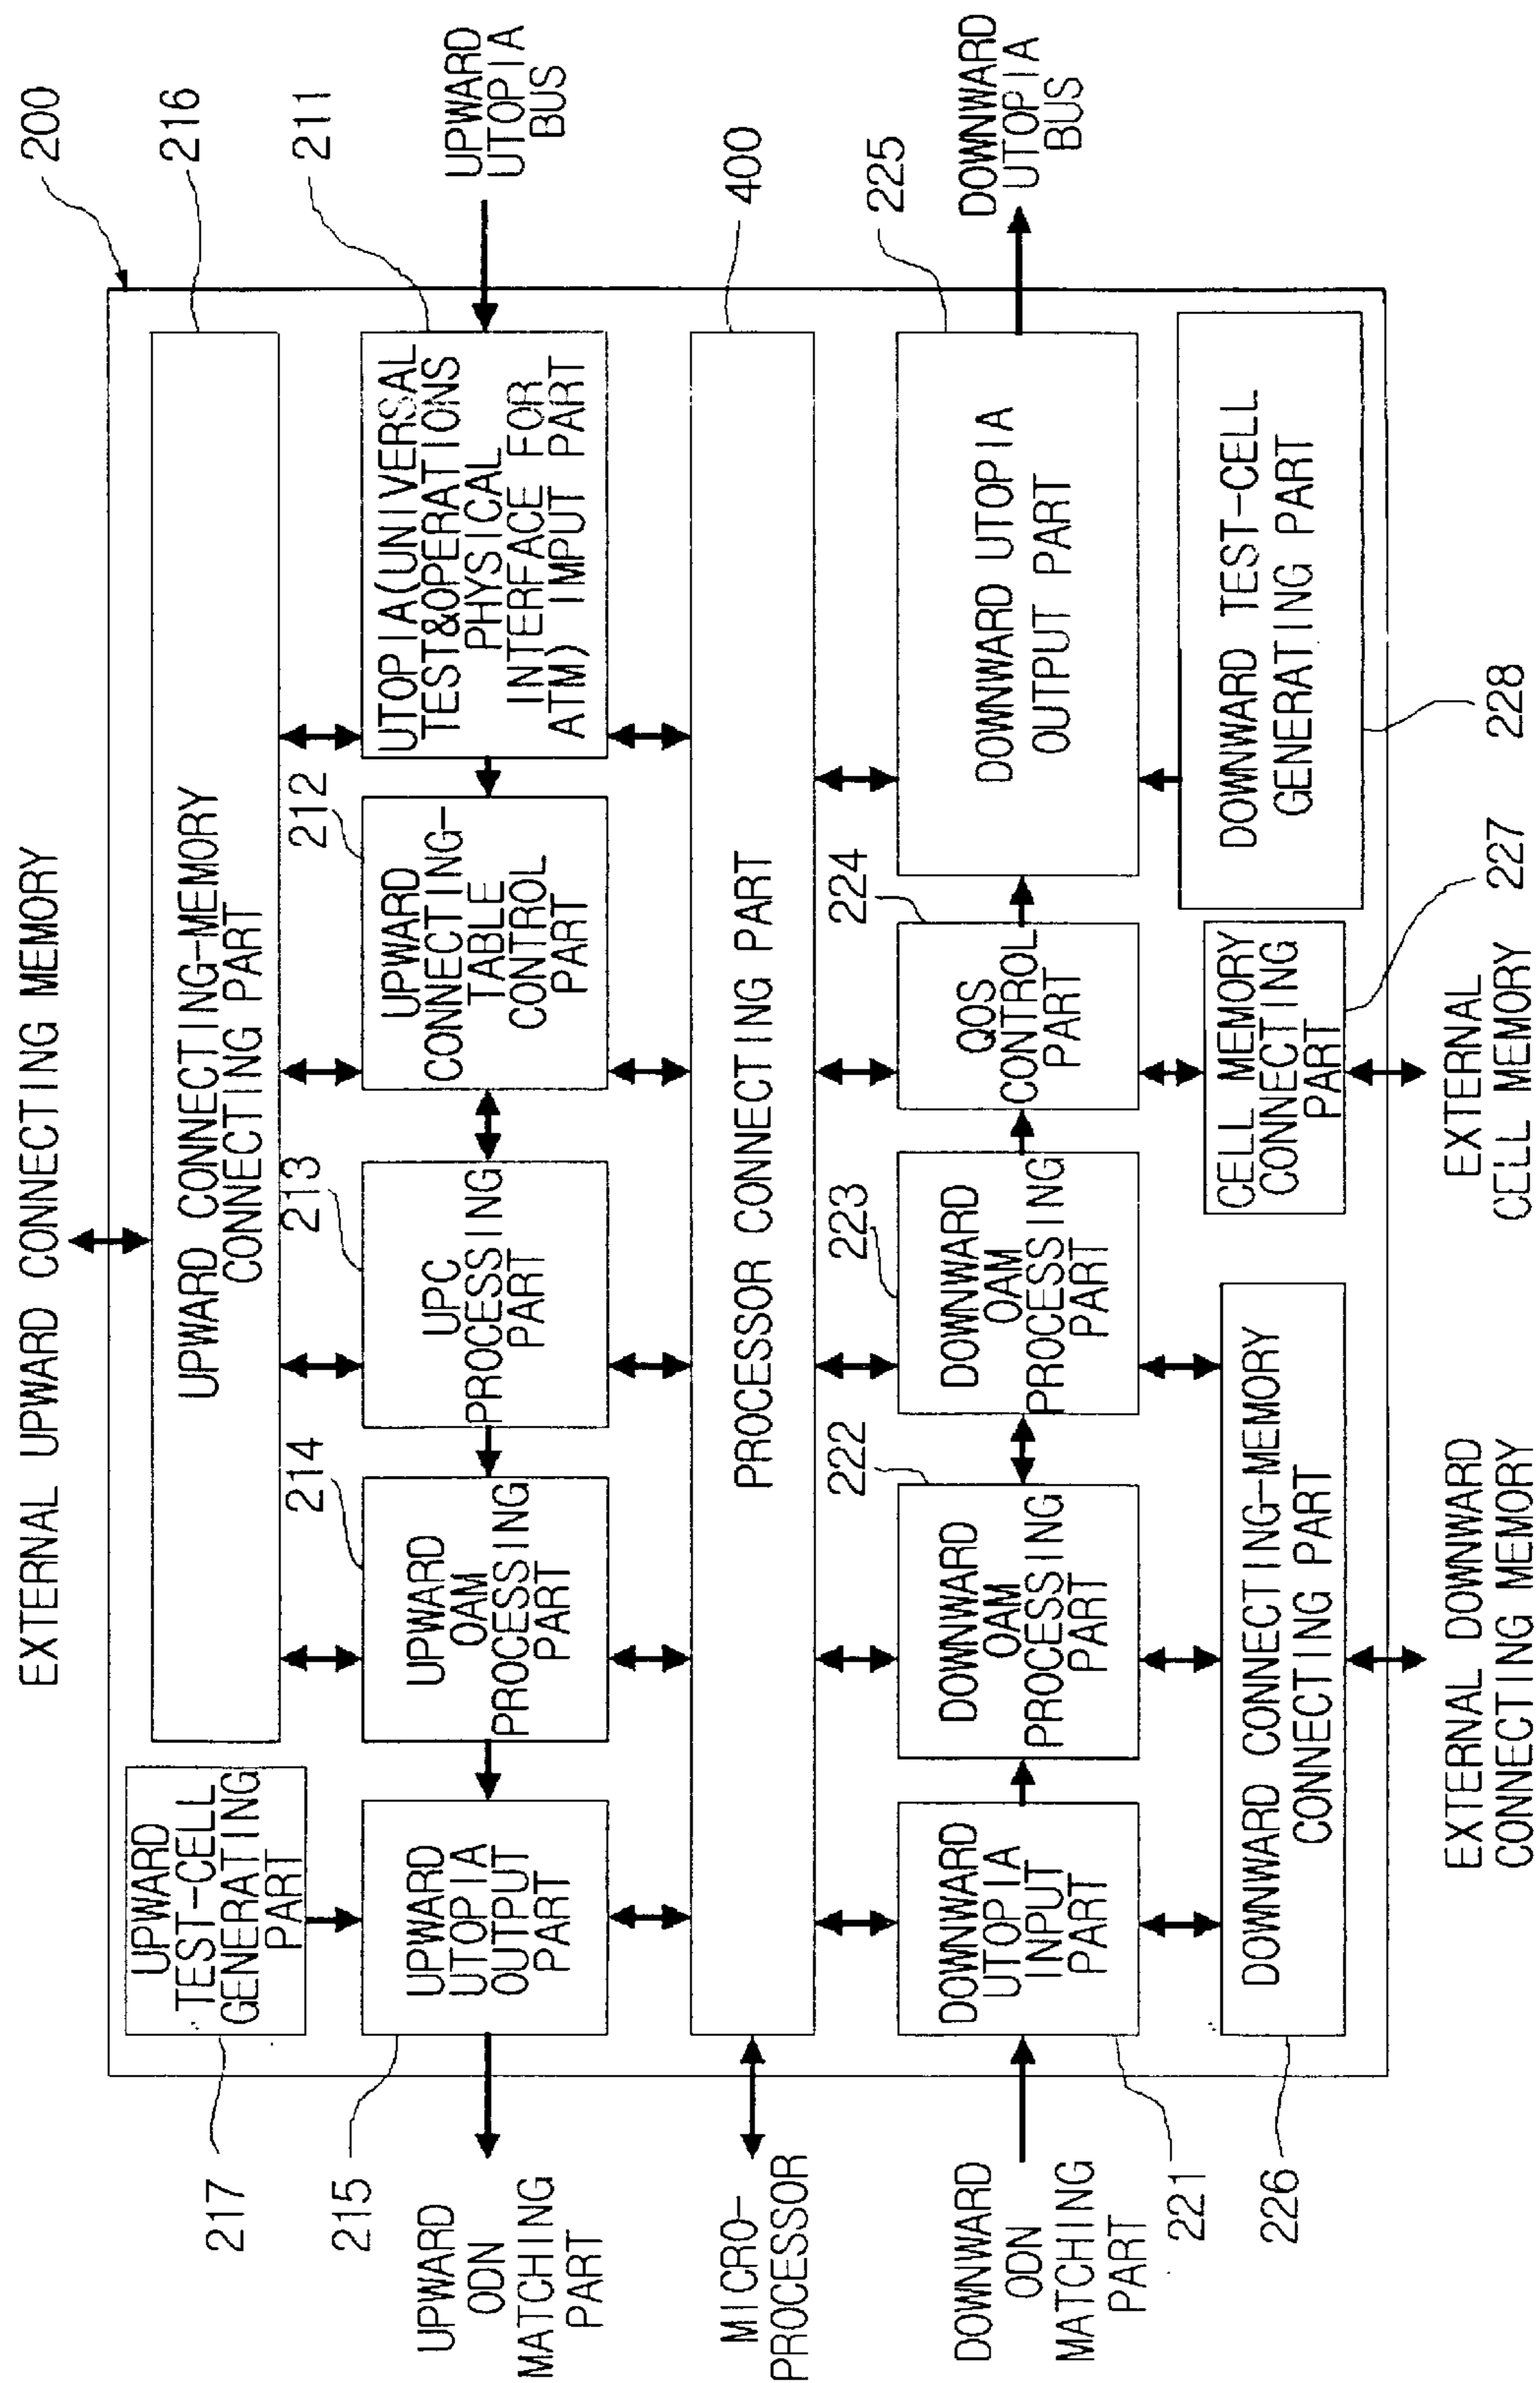 EXTERNAL UPWARD CONNECTING MEMORY
200
216
211
UPWARD
UTOPIA
BUS
UPWARD
TEST-CELL
GENERATING
PART
217
UPWARD CONNECTING-MEMORY
CONNECTING PART
214
213
212
UPWARD
UTOPIA
OUTPUT
PART
215
UPWARD
OAM
PROCESSING
PART
UPC
PROCESSING
PART
UPWARD
CONNECTING-
TABLE
CONTROL
PART
UTOPIA(UNIVERSAL
TEST&OPERATIONS
PHYSICAL
INTERFACE FOR
ATM) IMPUT PART
UPWARD
ODN
MATCHING
PART
MICRO-
PROCESSOR
PROCESSOR CONNECTING PART
400
222
223
224
225
DOWNWARD
ODN
MATCHING
PART
DOWNWARD
UTOPIA
INPUT
PART
221
DOWNWARD
OAM
PROCESSING
PART
DOWNWARD
OAM
PROCESSING
PART
QOS
CONTROL
PART
DOWNWARD UTOPIA
OUTPUT PART
DOWNWARD
UTOPIA
BUS
226
DOWNWARD CONNECTING-MEMORY
CONNECTING PART
CELL MEMORY
CONNECTING
PART
DOWNWARD TEST-CELL
GENERATING PART
227
228
EXTERNAL DOWNWARD
CONNECTING MEMORY
EXTERNAL
CELL MEMORY